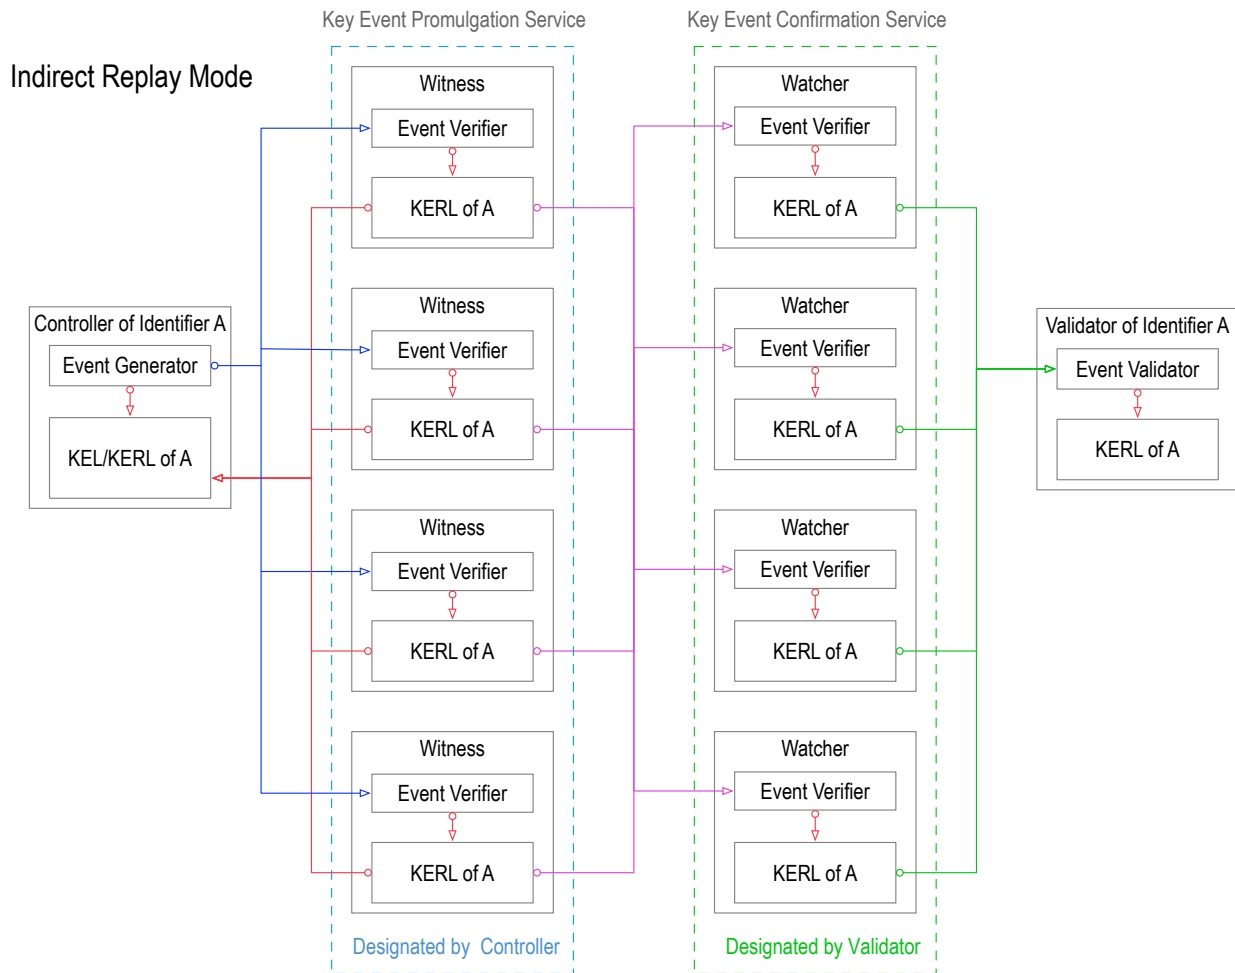 Key Event Promulgation Service
Key Event Confirmation Service
Indirect Replay Mode
Controller of Identifier A
Event Generator
KEL/KERL of A
Witness
Event Verifier
KERL of A
Witness
Event Verifier
KERL of A
Witness
Event Verifier
KERL of A
Witness
Event Verifier
KERL of A
Designated by Controller
Watcher
Event Verifier
KERL of A
Watcher
Event Verifier
KERL of A
Watcher
Event Verifier
KERL of A
Watcher
Event Verifier
KERL of A
Designated by Validator
Validator of Identifier A
Event Validator
KERL of A